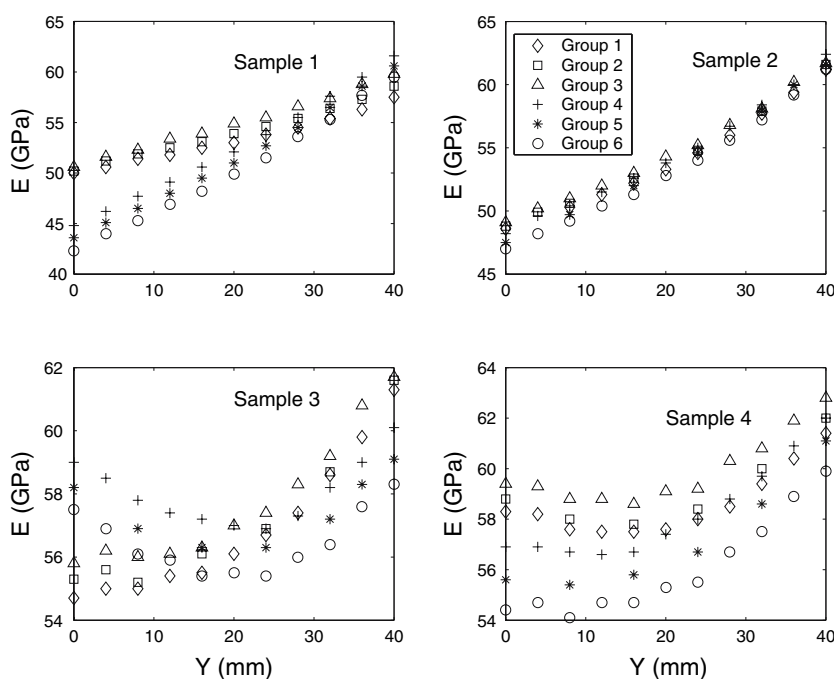 65
60
55
50
45
40
E (GPa)
Sample 1
0 10 20 30 40
65
60
55
50
45
Sample 2
Group 1
Group 2
Group 3
Group 4
Group 5
Group 6
E (GPa)
0 10 20 30 40
62
60
58
56
54
E (GPa)
Sample 3
0 10 20 30 40
Y (mm)
64
62
60
58
56
54
E (GPa)
Sample 4
0 10 20 30 40
Y (mm)